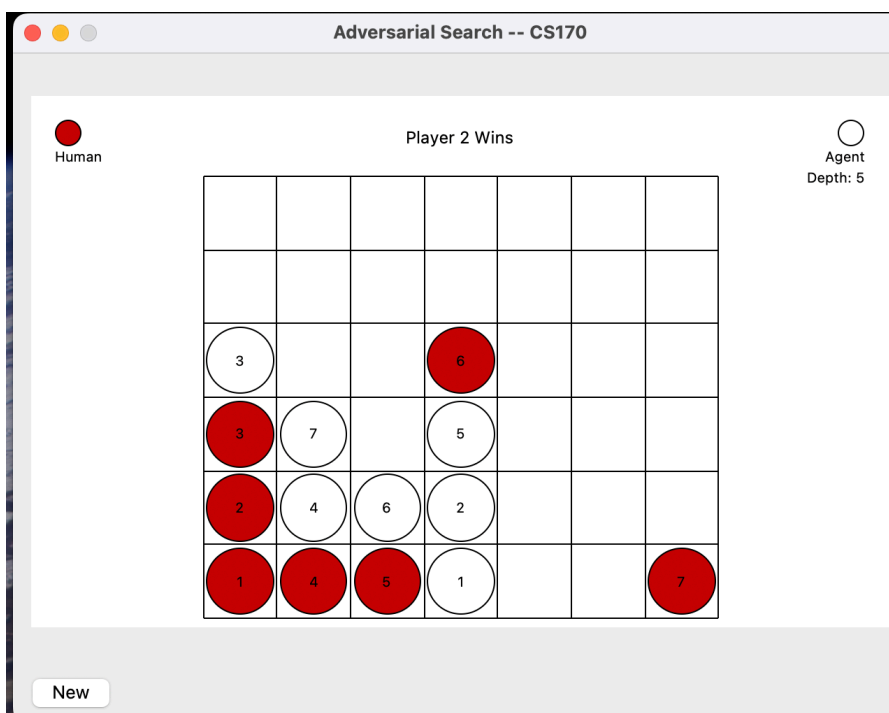 Adversarial Search -- CS170
Player 2 Wins
Human
Agent
Depth: 5
3 6
3 7 5
2 4 6 2
1 4 5 1 7
New